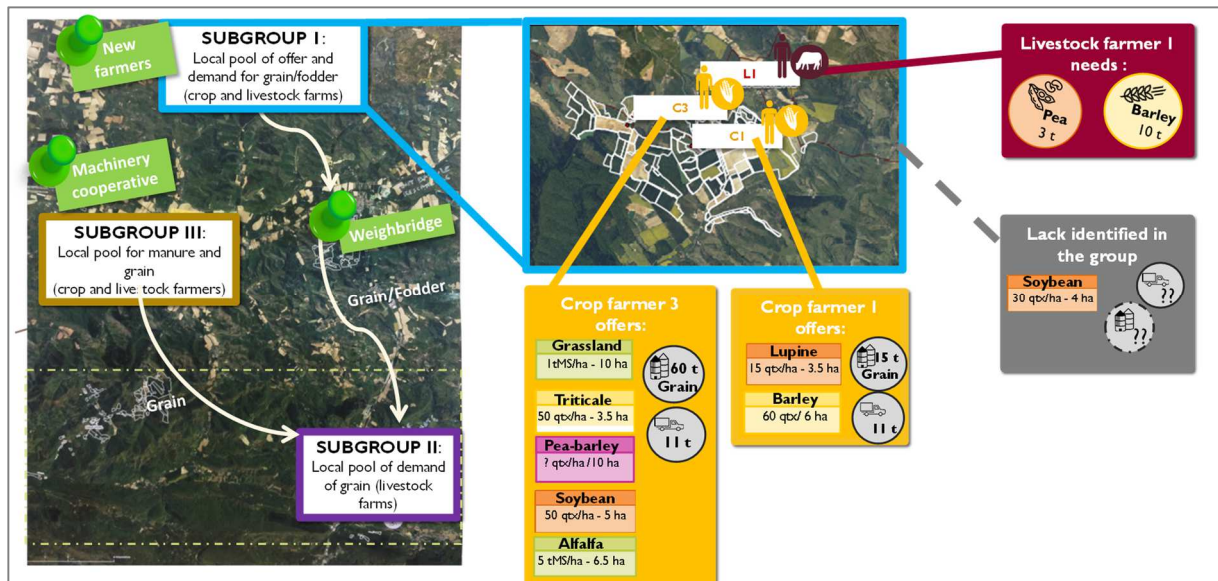 New
farmers
SUBGROUP I:
Local pool of offer and
demand for grain/fodder
(crop and livestock farms)
Machinery
cooperative
SUBGROUP III:
Local pool for manure and
grain
(crop and livestock farmers)
Weighbridge
Grain/Fodder
Grain
SUBGROUP II:
Local pool of demand
of grain (livestock
farms)
L1
C3
C1
Livestock farmer 1
needs :
Pea
3 t
Barley
10 t
Lack identified in
the group
Soybean
30 qtx/ha - 4 ha
??
??
Crop farmer 3
offers:
Grassland
1tMS/ha - 10 ha
Triticale
50 qtx/ha - 3.5 ha
Pea-barley
? qtx/ha /10 ha
Soybean
50 qtx/ha - 5 ha
Alfalfa
5 tMS/ha - 6.5 ha
60 t
Grain
11 t
Crop farmer 1
offers:
Lupine
15 qtx/ha - 3.5 ha
Barley
60 qtx/ 6 ha
15 t
Grain
11 t